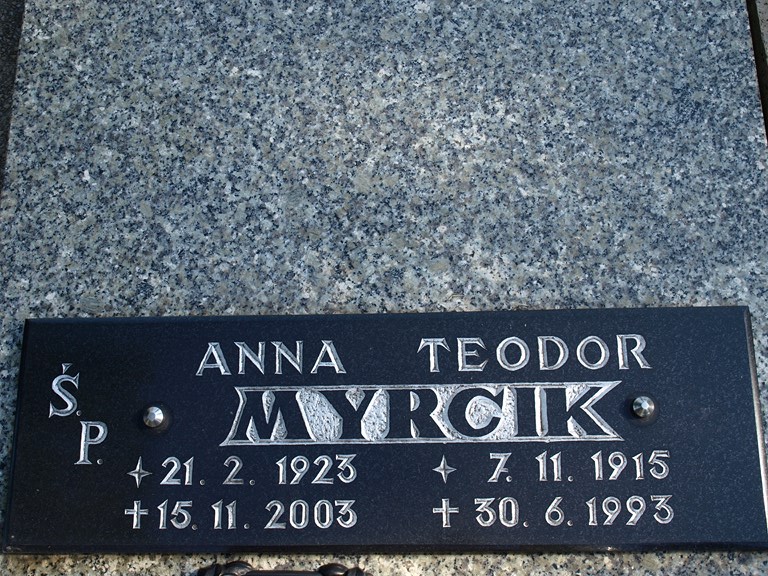 Ś.P.
ANNA TEODOR
MYRCIK
21. 2. 1923 7. 11. 1915
✝15. 11. 2003 ✝30. 6. 1993